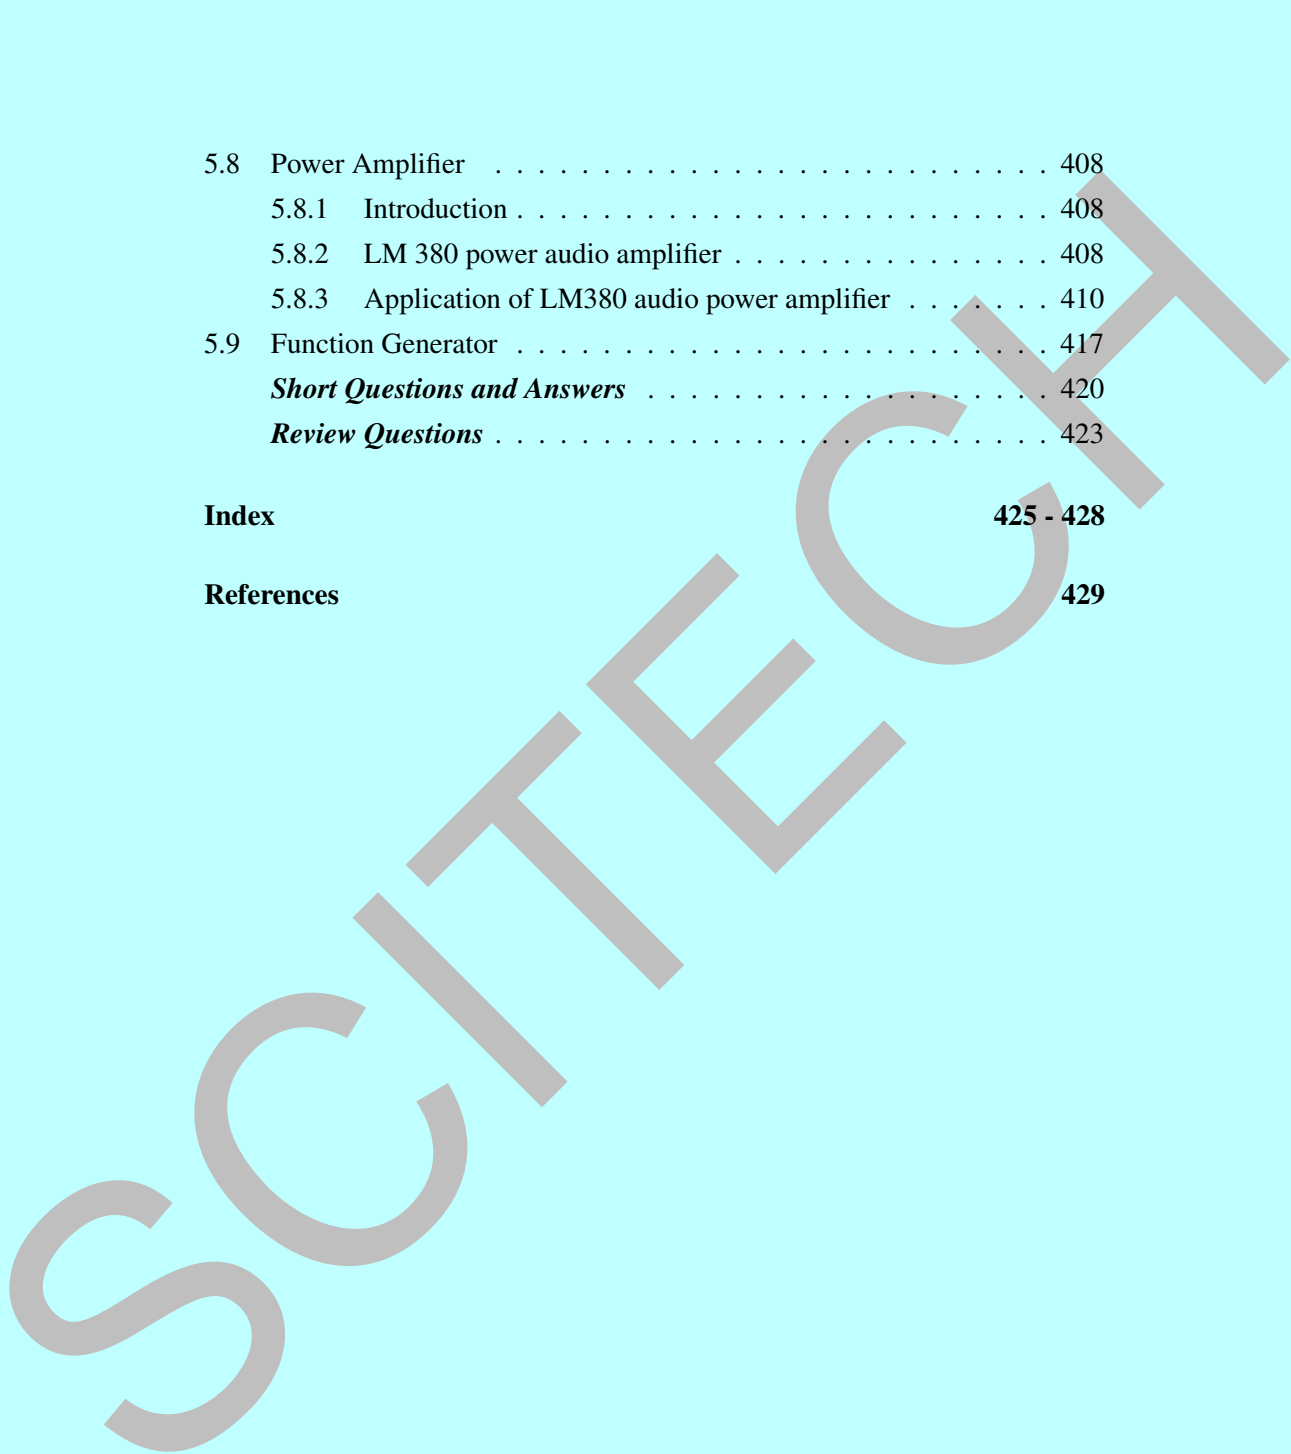 5.8 Power Amplifier . . . . . . . . . . . . . . . . . . . . . . . . . . 408
5.8.1 Introduction . . . . . . . . . . . . . . . . . . . . . . . . . 408
5.8.2 LM 380 power audio amplifier . . . . . . . . . . . . . . . 408
5.8.3 Application of LM380 audio power amplifier . . . . . . . 410
5.9 Function Generator . . . . . . . . . . . . . . . . . . . . . . . . . 417
Short Questions and Answers . . . . . . . . . . . . . . . . . . . 420
Review Questions . . . . . . . . . . . . . . . . . . . . . . . . . . 423
Index 425 - 428
References 429
SCITECH